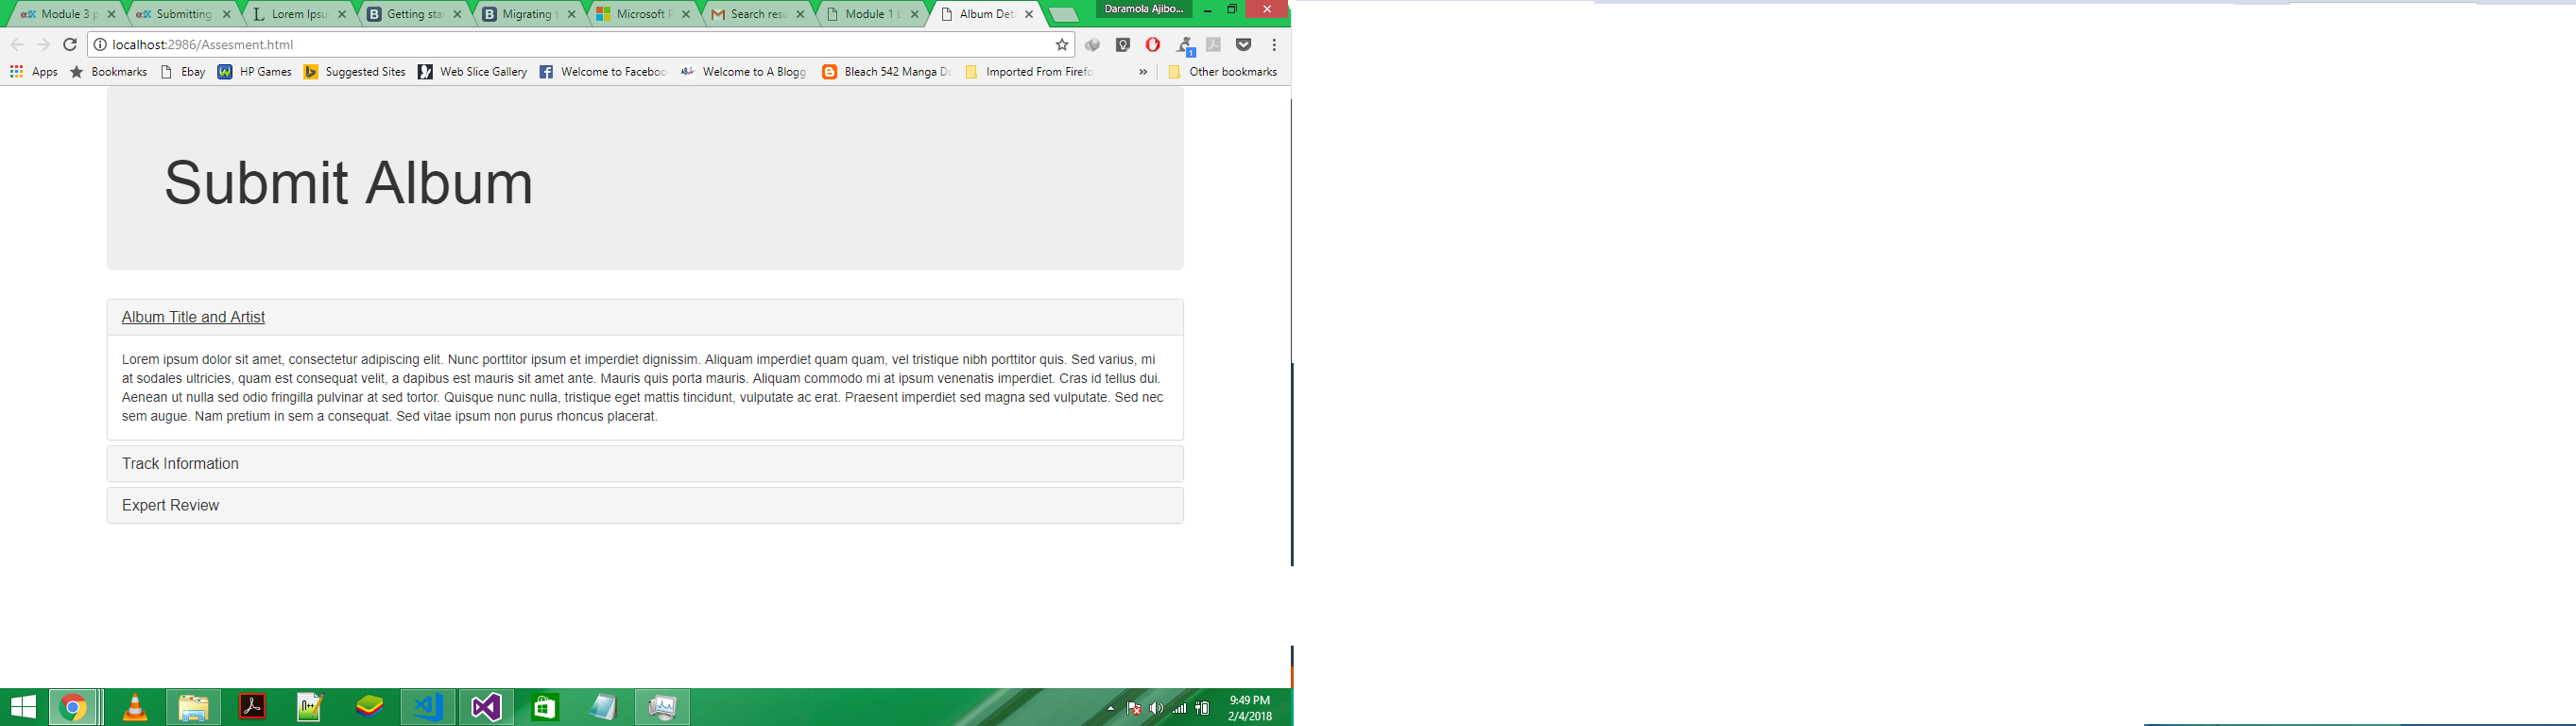 Daramola Ajibo...
Module 3 p
Submitting
Lorem Ipsu
Getting sta
Migrating
Microsoft P
Search resu
Module 1 L
Album Deta
localhost:2986/Assesment.html
Apps
Bookmarks
Ebay
HP Games
Suggested Sites
Web Slice Gallery
Welcome to Faceboo
Welcome to A Blogg
Bleach 542 Manga D
Imported From Firefo
»
Other bookmarks
Submit Album
Album Title and Artist
Lorem ipsum dolor sit amet, consectetur adipiscing elit. Nunc porttitor ipsum et imperdiet dignissim. Aliquam imperdiet quam quam, vel tristique nibh porttitor quis. Sed varius, mi
at sodales ultricies, quam est consequat velit, a dapibus est mauris sit amet ante. Mauris quis porta mauris. Aliquam commodo mi at ipsum venenatis imperdiet. Cras id tellus dui.
Aenean ut nulla sed odio fringilla pulvinar at sed tortor. Quisque nunc nulla, tristique eget mattis tincidunt, vulputate ac erat. Praesent imperdiet sed magna sed vulputate. Sed nec
sem augue. Nam pretium in sem a consequat. Sed vitae ipsum non purus rhoncus placerat.
Track Information
Expert Review
9:49 PM
2/4/2018